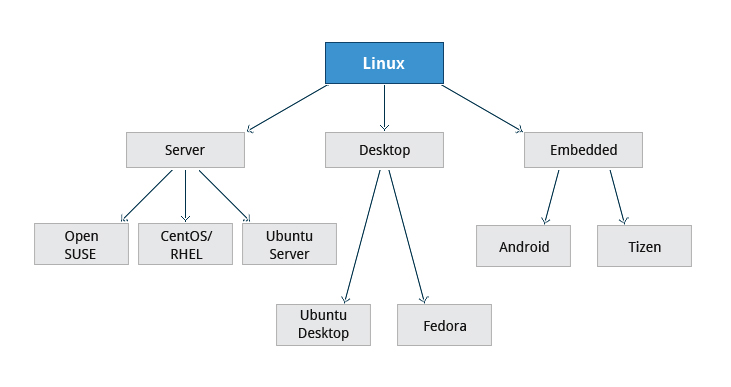 Linux
Server
Desktop
Embedded
Open
SUSE
CentOS/
RHEL
Ubuntu
Server
Android
Tizen
Ubuntu
Desktop
Fedora